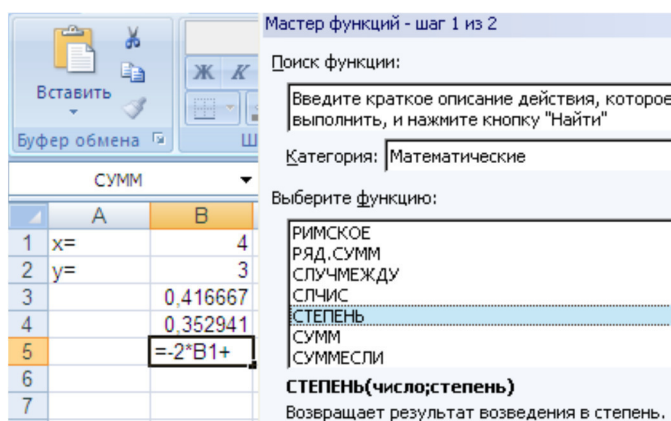 Вставить
Ж К
Буфер обмена
Ш
СУММ
A B
1 x= 4
2 y= 3
3 0,416667
4 0,352941
5 =-2*B1+
6
7
Мастер функций - шаг 1 из 2
Поиск функции:
Введите краткое описание действия, которое
выполнить, и нажмите кнопку "Найти"
Категория: Математические
Выберите функцию:
РИМСКОЕ
РЯД.СУММ
СЛУЧМЕЖДУ
СЛЧИС
СТЕПЕНЬ
СУММ
СУММЕСЛИ
СТЕПЕНЬ(число;степень)
Возвращает результат возведения в степень.